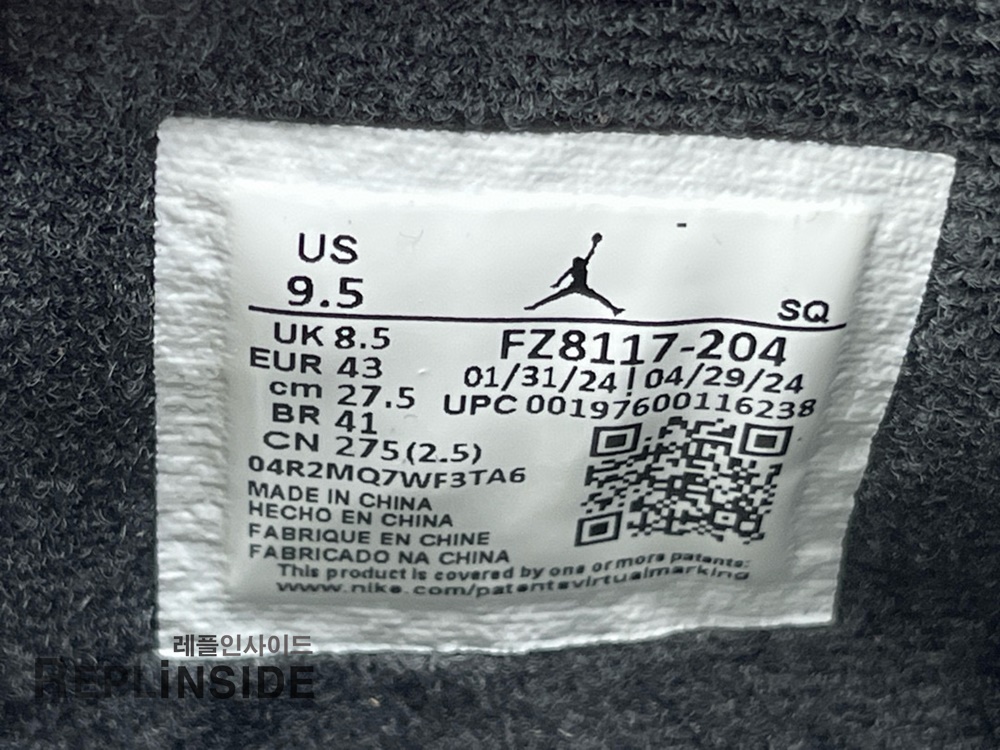 US
9.5
SQ
UK 8.5
EUR 43
cm 27.5
BR 41
CN 275(2.5)
FZ8117-204
01/31/24 | 04/29/24
UPC 00197600116238
04R2MQ7WF3TA6
MADE IN CHINA
HECHO EN CHINA
FABRIQUE EN CHINE
FABRICADO NA CHINA
This product is covered by one or more patents:
www.nike.com/patentsvirtualmarking
레플인사이드
REPLINSIDE